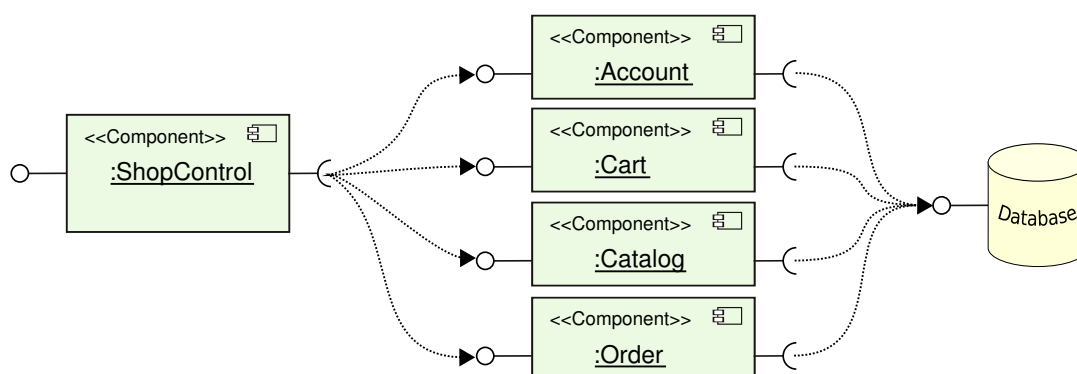 <<Component>>
:ShopControl
<<Component>>
:Account
<<Component>>
:Cart
<<Component>>
:Catalog
<<Component>>
:Order
Database